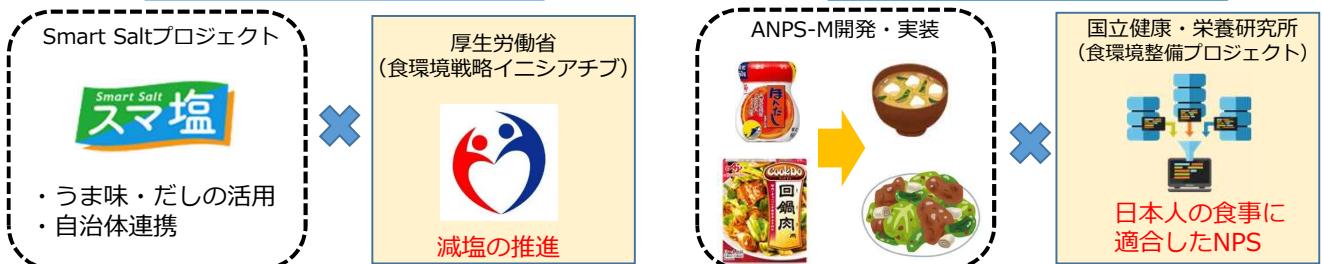 Smart Saltプロジェクト
Smart Salt
スマ塩
・うま味・だしの活用
・自治体連携
厚生労働省
（食環境戦略イニシアチブ）
減塩の推進
ANPS-M開発・実装
ほんだし
CookDo
回鍋肉
国立健康・栄養研究所
（食環境整備プロジェクト）
日本人の食事に
適合したNPS